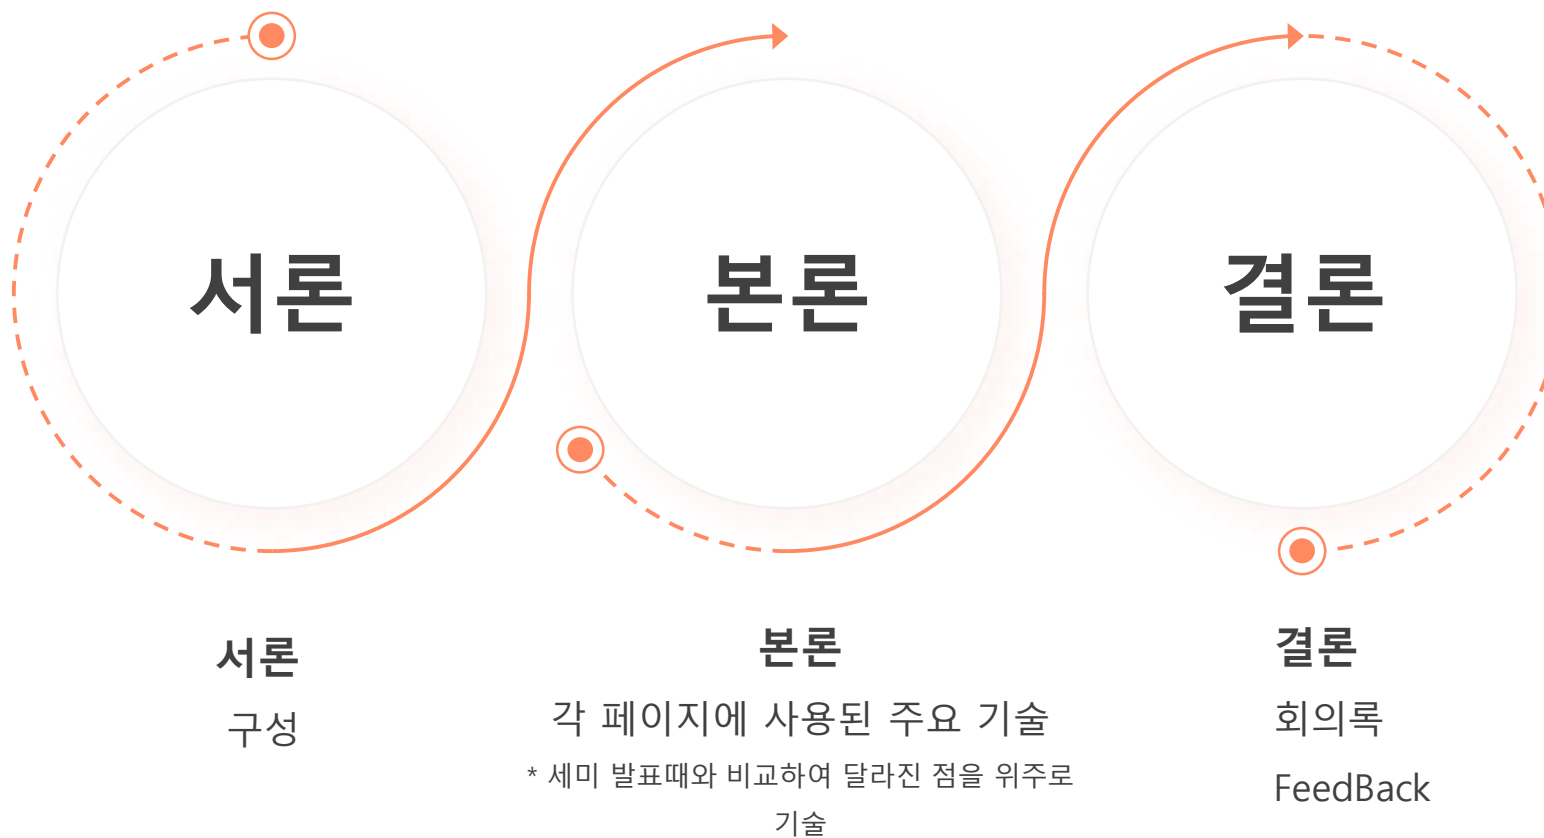 서론
본론
결론
서론
구성
본론
각 페이지에 사용된 주요 기술
* 세미 발표때와 비교하여 달라진 점을 위주로
기술
결론
회의록
FeedBack